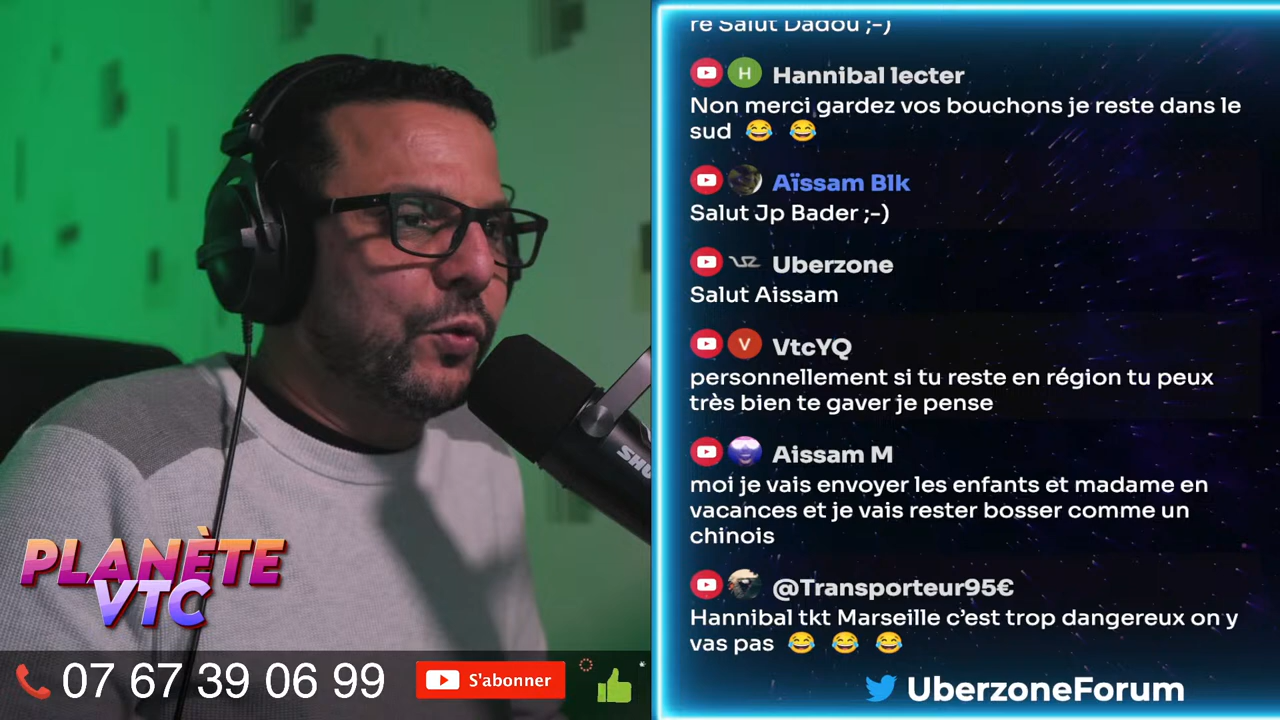 re Salut Dadou ;-)
H Hannibal lecter
Non merci gardez vos bouchons je reste dans le
sud 😂 😂
Aïssam Blk
Salut Jp Bader ;-)
Uberzone
Salut Aissam
V VtcYQ
personnellement si tu reste en région tu peux
très bien te gaver je pense
Aissam M
moi je vais envoyer les enfants et madame en
vacances et je vais rester bosser comme un
chinois
@Transporteur95€
Hannibal tkt Marseille c’est trop dangereux on y
vas pas 😂 😂 😂
UberzoneForum
SHU
PLANÈTE
VTC
07 67 39 06 99
S'abonner